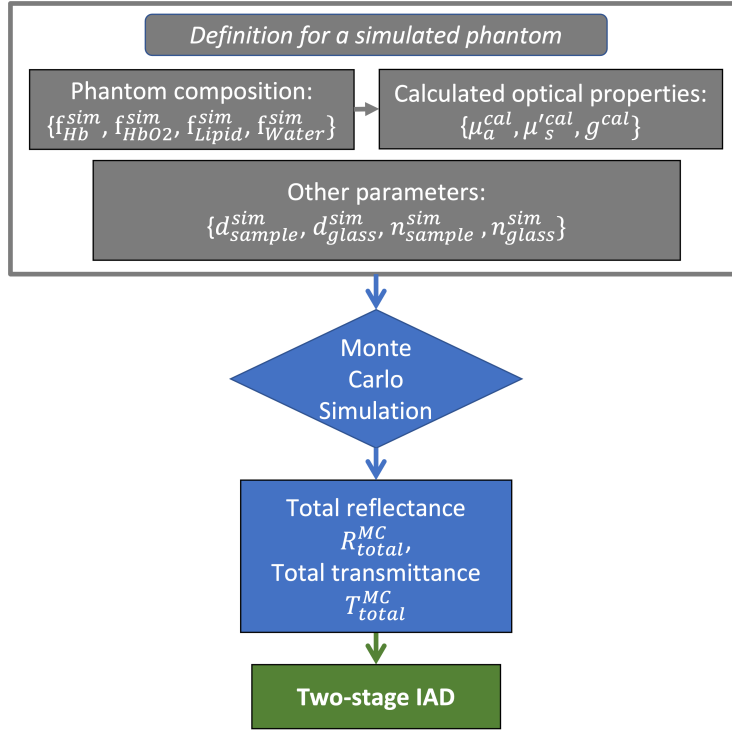 Definition for a simulated phantom
Phantom composition:
{f_{Hb}^{sim}, f_{HbO2}^{sim}, f_{Lipid}^{sim}, f_{Water}^{sim}}
Calculated optical properties:
{μ_a^{cal}, μ'_s^{cal}, g^{cal}}
Other parameters:
{d_{sample}^{sim}, d_{glass}^{sim}, n_{sample}^{sim}, n_{glass}^{sim}}
Monte
Carlo
Simulation
Total reflectance
R_{total}^{MC},
Total transmittance
T_{total}^{MC}
Two-stage IAD